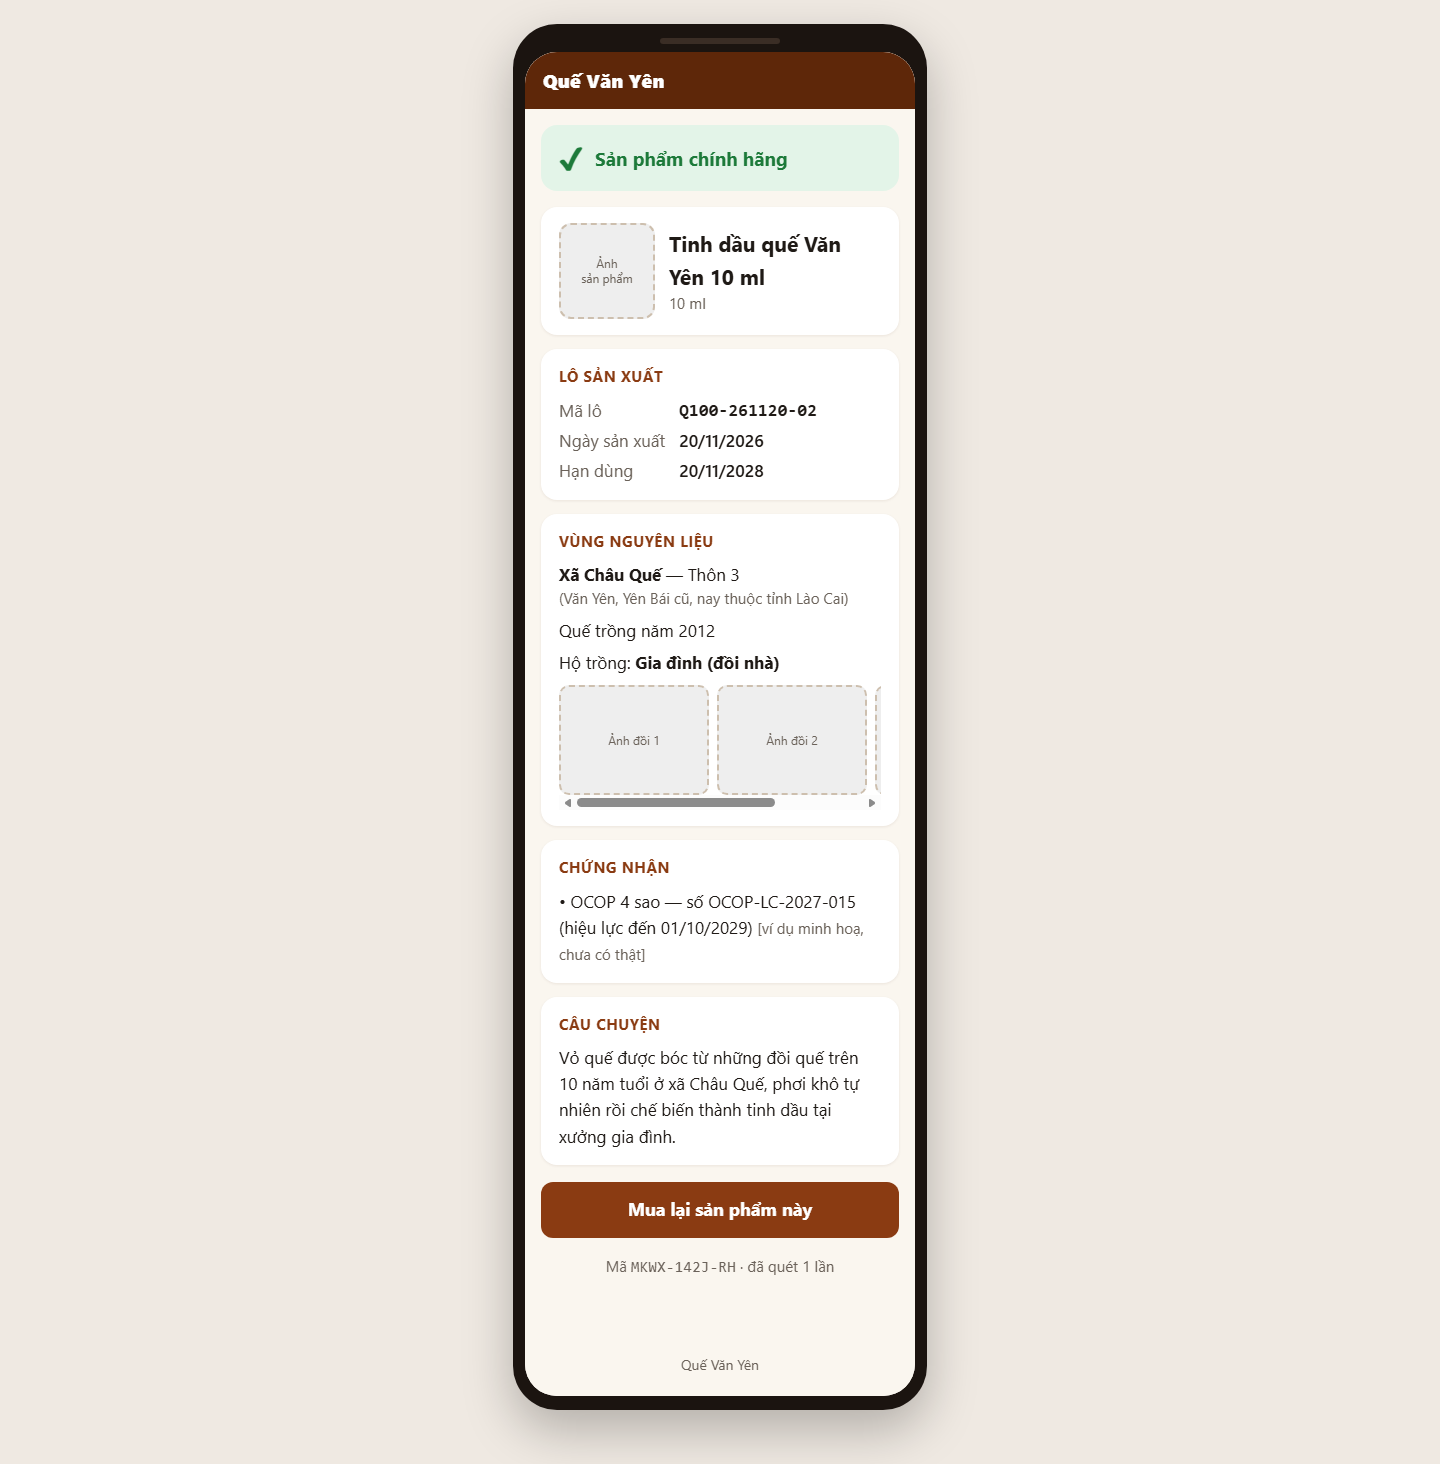 Quế Văn Yên
✔ Sản phẩm chính hãng
Ảnh
sản phẩm
Tinh dầu quế Văn
Yên 10 ml
10 ml
LÔ SẢN XUẤT
Mã lô Q100-261120-02
Ngày sản xuất 20/11/2026
Hạn dùng 20/11/2028
VÙNG NGUYÊN LIỆU
Xã Châu Quế — Thôn 3
(Văn Yên, Yên Bái cũ, nay thuộc tỉnh Lào Cai)
Quế trồng năm 2012
Hộ trồng: Gia đình (đồi nhà)
Ảnh đồi 1
Ảnh đồi 2
CHỨNG NHẬN
• OCOP 4 sao — số OCOP-LC-2027-015
(hiệu lực đến 01/10/2029) [ví dụ minh hoạ,
chưa có thật]
CÂU CHUYỆN
Vỏ quế được bóc từ những đồi quế trên
10 năm tuổi ở xã Châu Quế, phơi khô tự
nhiên rồi chế biến thành tinh dầu tại
xưởng gia đình.
Mua lại sản phẩm này
Mã MKWX-142J-RH · đã quét 1 lần
Quế Văn Yên